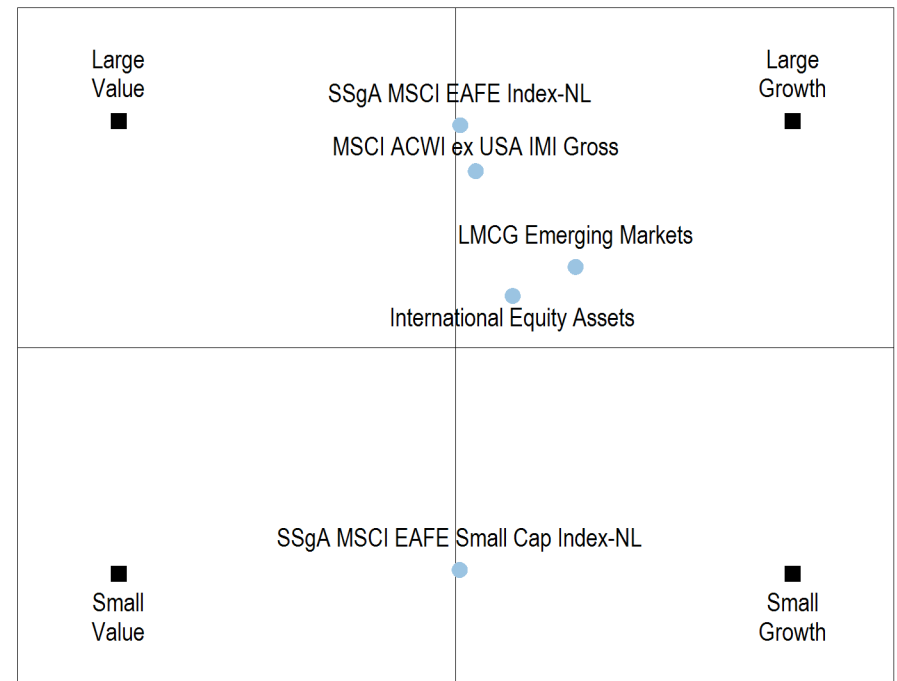 Large
Value
Large
Growth
SSgA MSCI EAFE Index-NL
MSCI ACWI ex USA IMI Gross
LMCG Emerging Markets
International Equity Assets
SSgA MSCI EAFE Small Cap Index-NL
Small
Value
Small
Growth